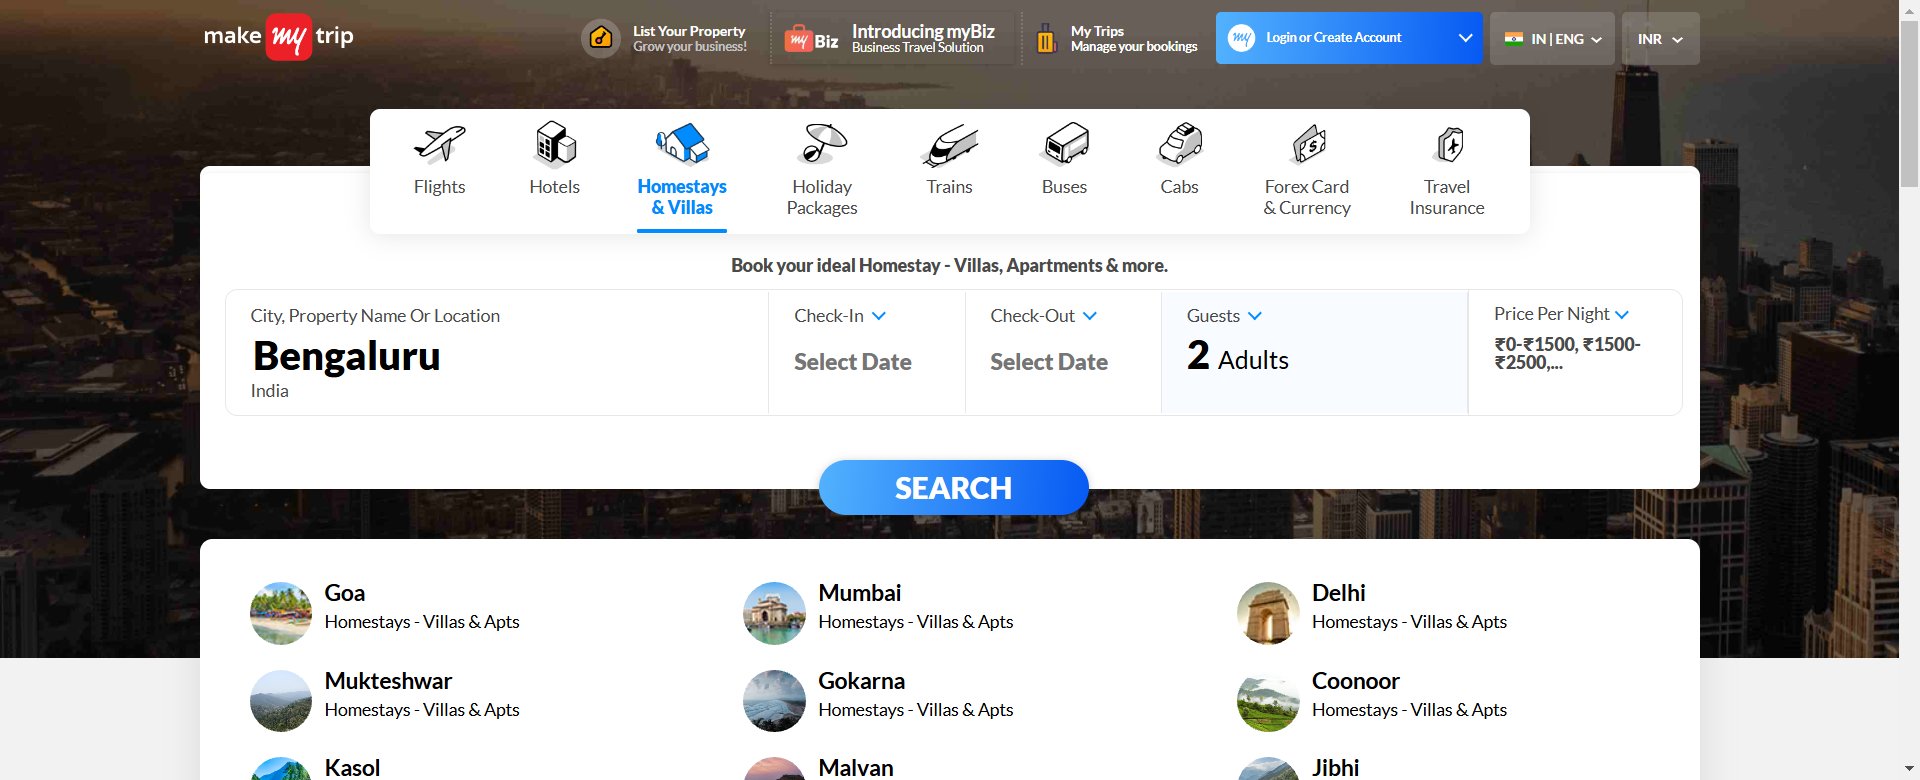 make my trip
List Your Property
Grow your business!
my Biz
Introducing myBiz
Business Travel Solution
My Trips
Manage your bookings
my
Login or Create Account
IN | ENG
INR
Flights
Hotels
Homestays
& Villas
Holiday
Packages
Trains
Buses
Cabs
Forex Card
& Currency
Travel
Insurance
Book your ideal Homestay - Villas, Apartments & more.
City, Property Name Or Location
Bengaluru
India
Check-In
Select Date
Check-Out
Select Date
Guests
2 Adults
Price Per Night
₹0-₹1500, ₹1500-
₹2500,...
SEARCH
Goa
Homestays - Villas & Apts
Mumbai
Homestays - Villas & Apts
Delhi
Homestays - Villas & Apts
Mukteshwar
Homestays - Villas & Apts
Gokarna
Homestays - Villas & Apts
Coonoor
Homestays - Villas & Apts
Kasol
Malvan
Jibhi